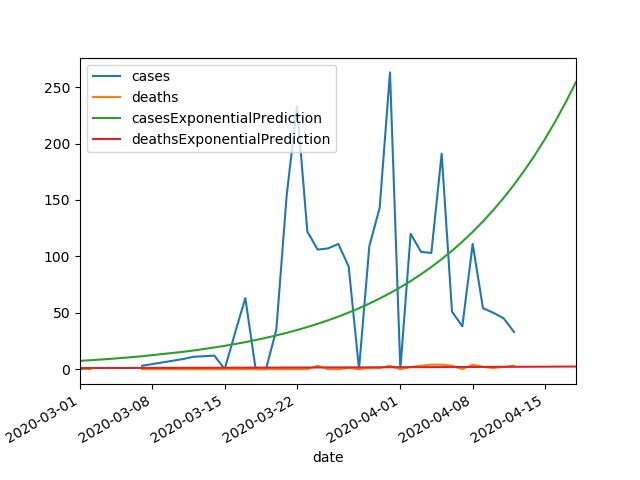 cases
deaths
casesExponentialPrediction
deathsExponentialPrediction
250
200
150
100
50
0
2020-03-01
2020-03-08
2020-03-15
2020-03-22
2020-04-01
2020-04-08
2020-04-15
date